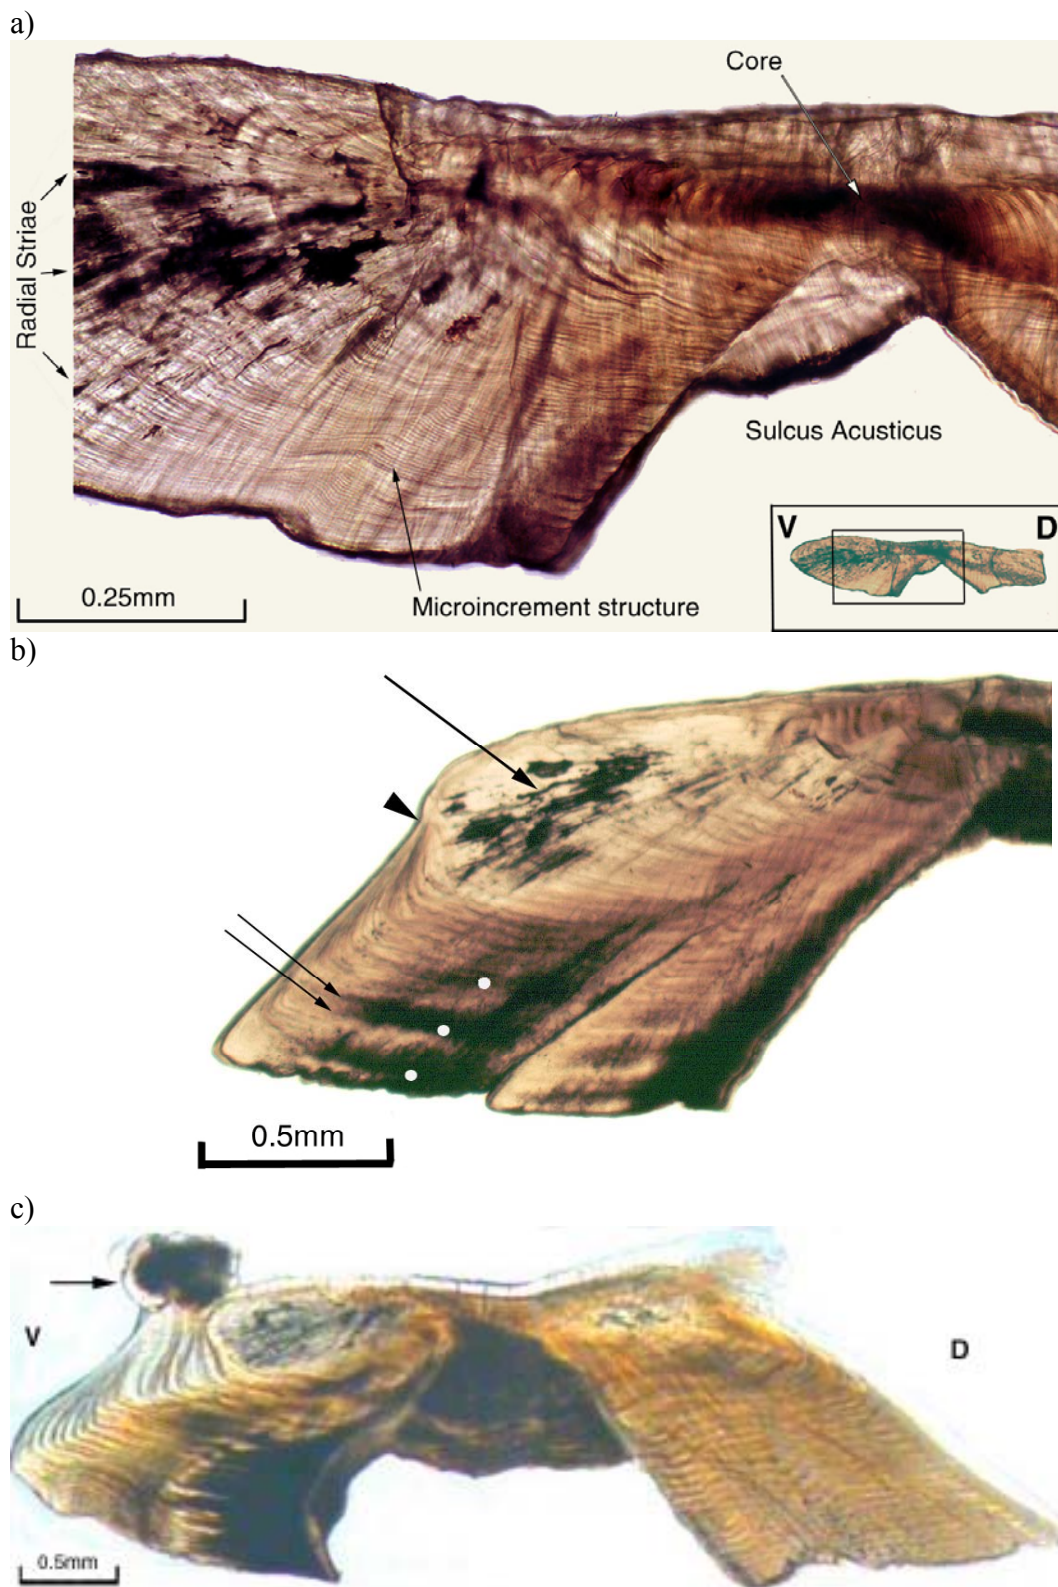 a)
Core
Radial Striae
Sulcus Acusticus
V D
0.25mm
Microincrement structure
b)
0.5mm
c)
V
D
0.5mm